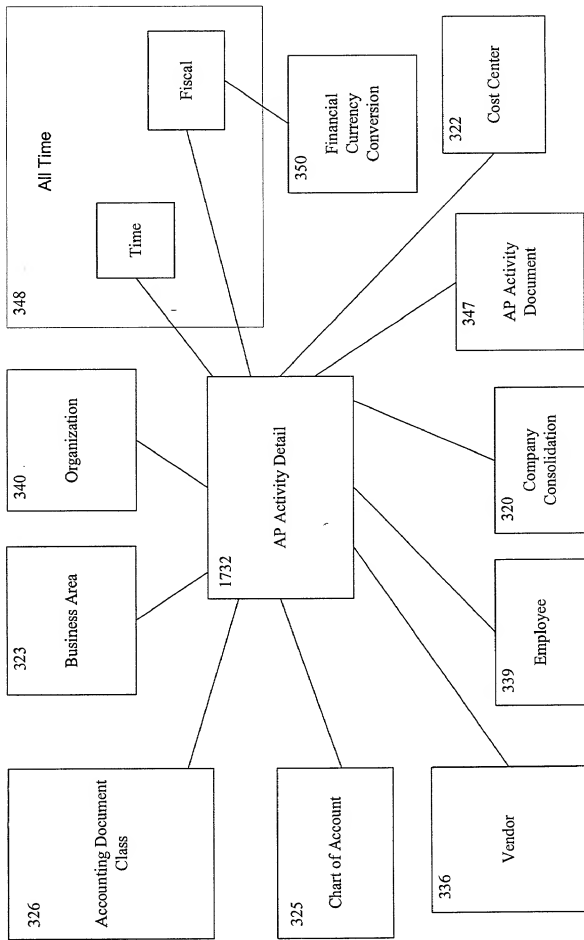 326
Accounting Document
Class
323
Business Area
340
Organization
348
All Time
Time
Fiscal
325
Chart of Account
1732
AP Activity Detail
350
Financial
Currency
Conversion
336
Vendor
339
Employee
320
Company
Consolidation
347
AP Activity
Document
322
Cost Center